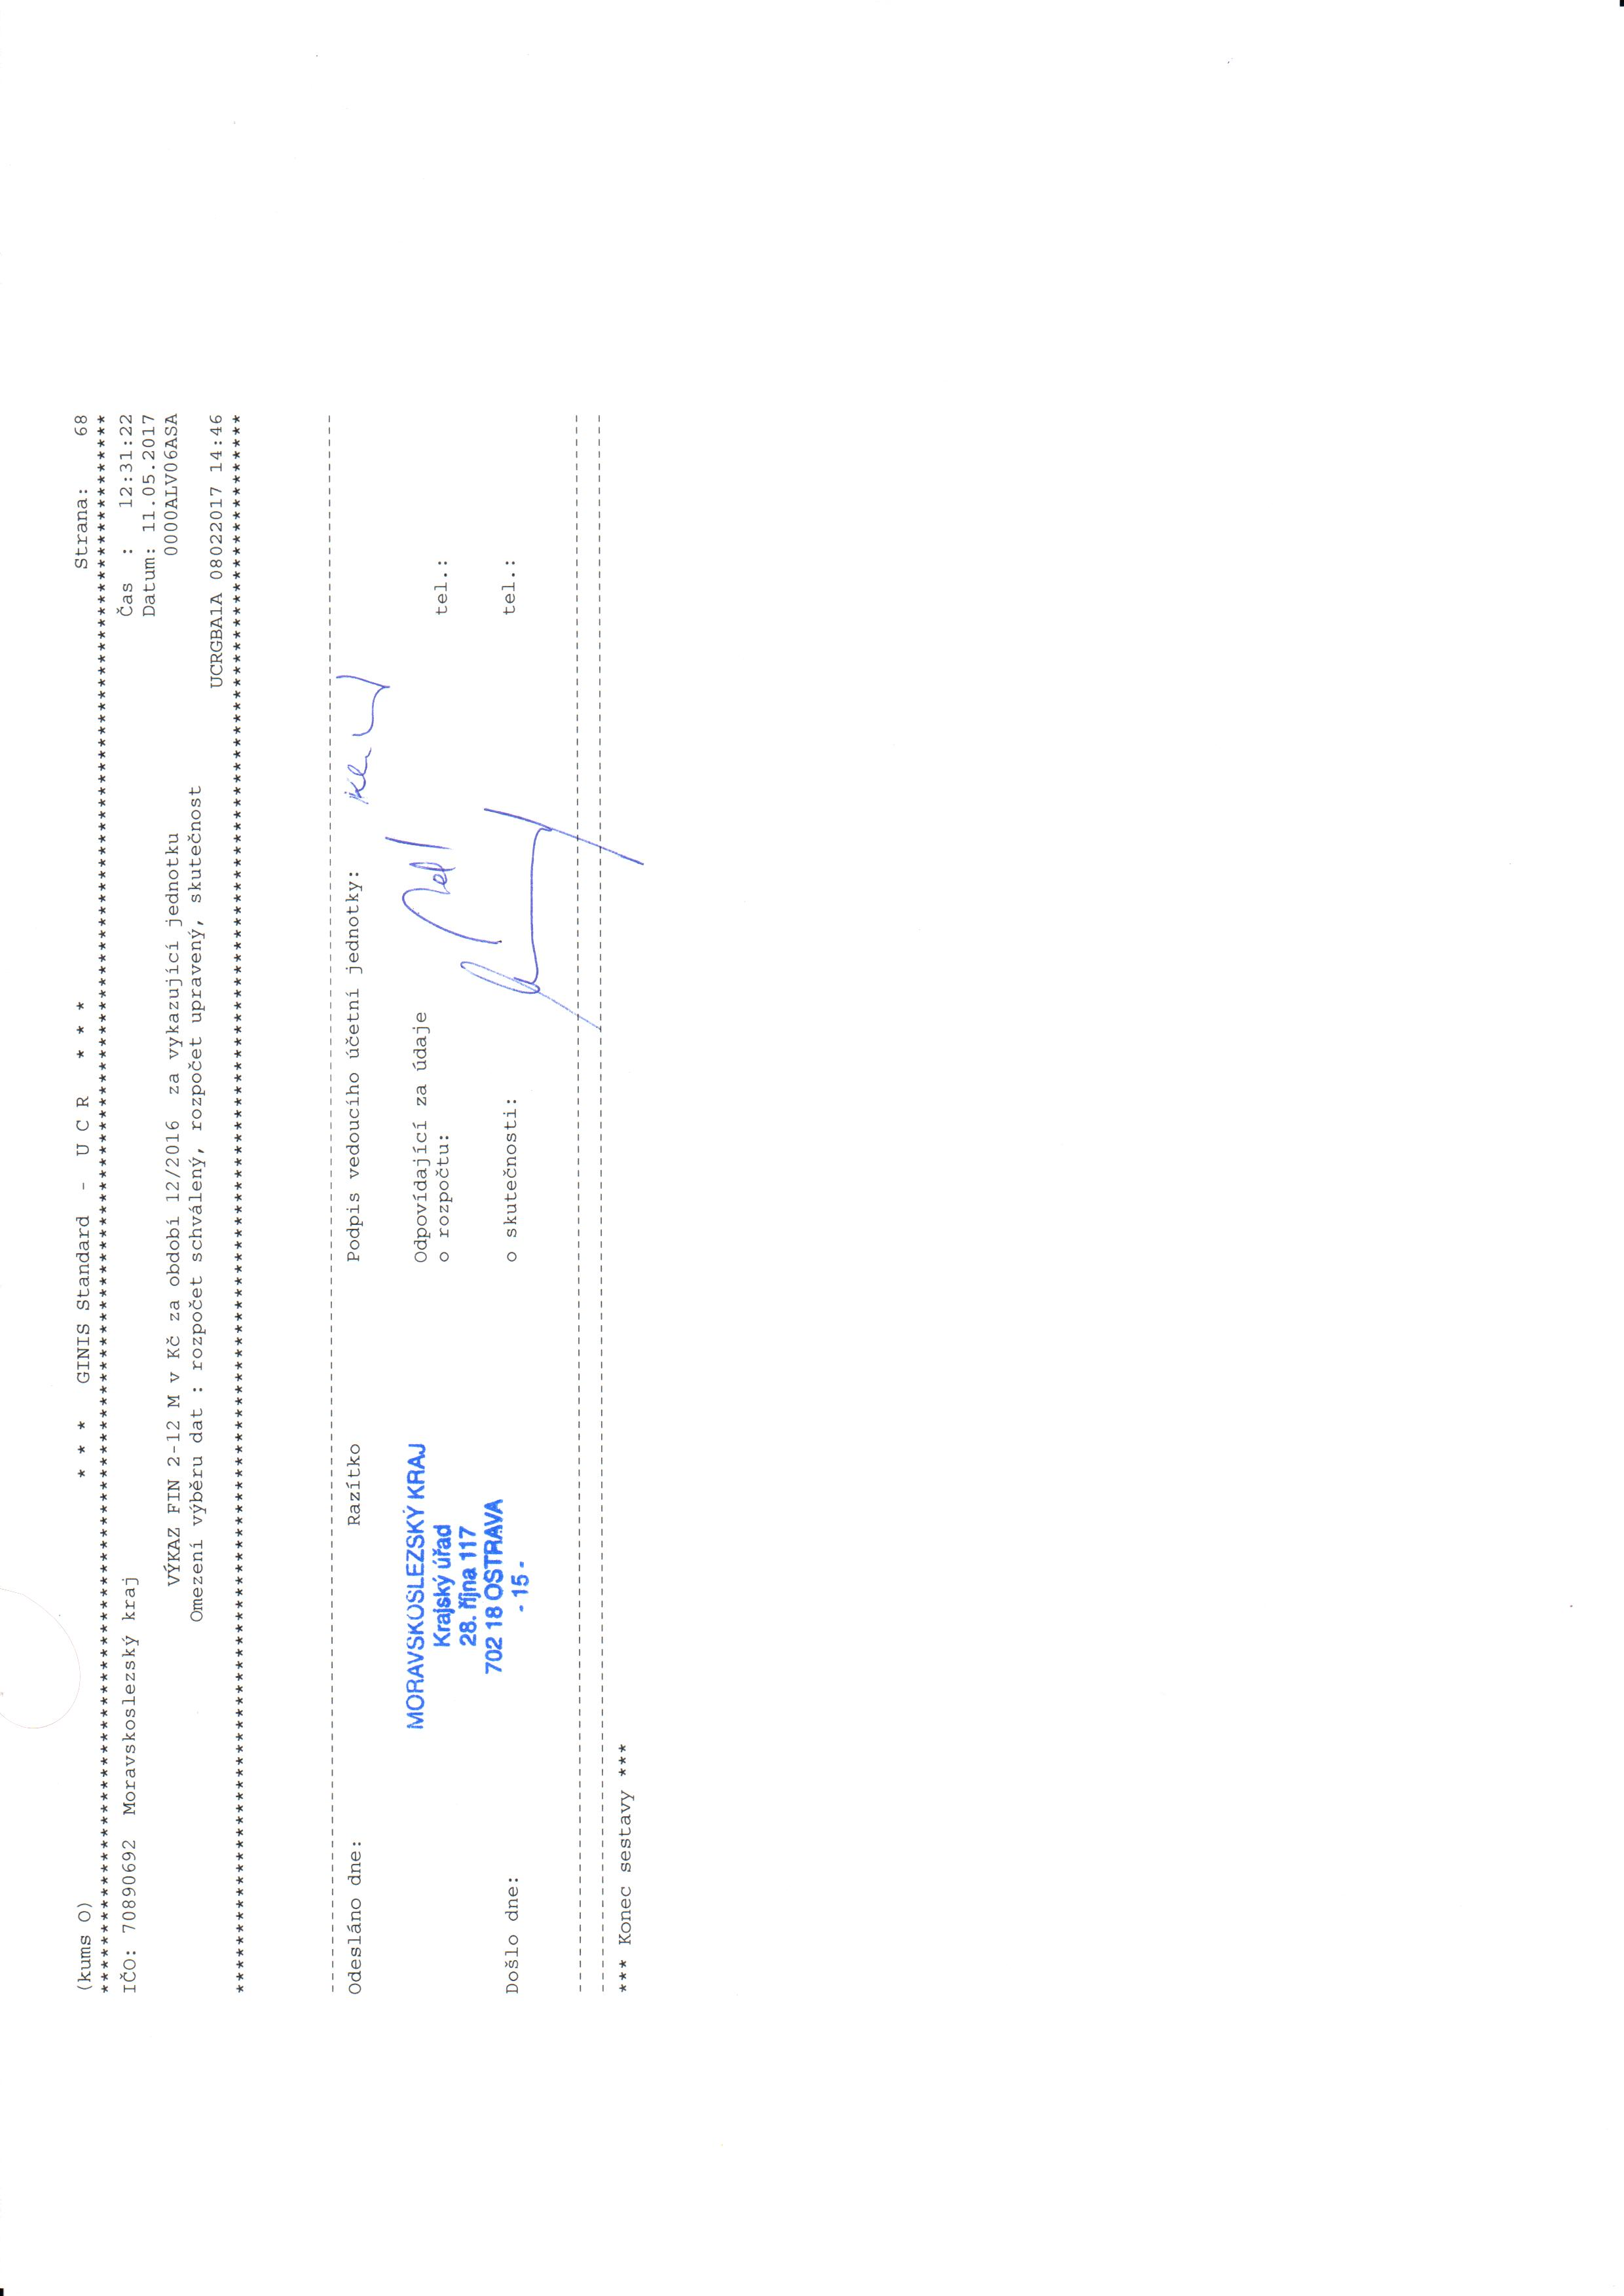 (kums O) * * * GINIS Standard - U C R * * * Strana: 68
****************************************************************************************************************************************
IČO: 70890692 Moravskoslezský kraj Čas : 12:31:22
Datum: 11.05.2017
VÝKAZ FIN 2-12 M v Kč za období 12/2016 za vykazující jednotku 0000ALV06ASA
Omezení výběru dat : rozpočet schválený, rozpočet upravený, skutečnost
UCRGBA1A 08022017 14:46
****************************************************************************************************************************************
Odesláno dne: Razítko Podpis vedoucího účetní jednotky:
MORAVSKOSLEZSKÝ KRAJ
Krajský úřad
28. října 117
702 18 OSTRAVA
- 15 -
Odpovídající za údaje
o rozpočtu: tel.:
Došlo dne: o skutečnosti: tel.:
*** Konec sestavy ***